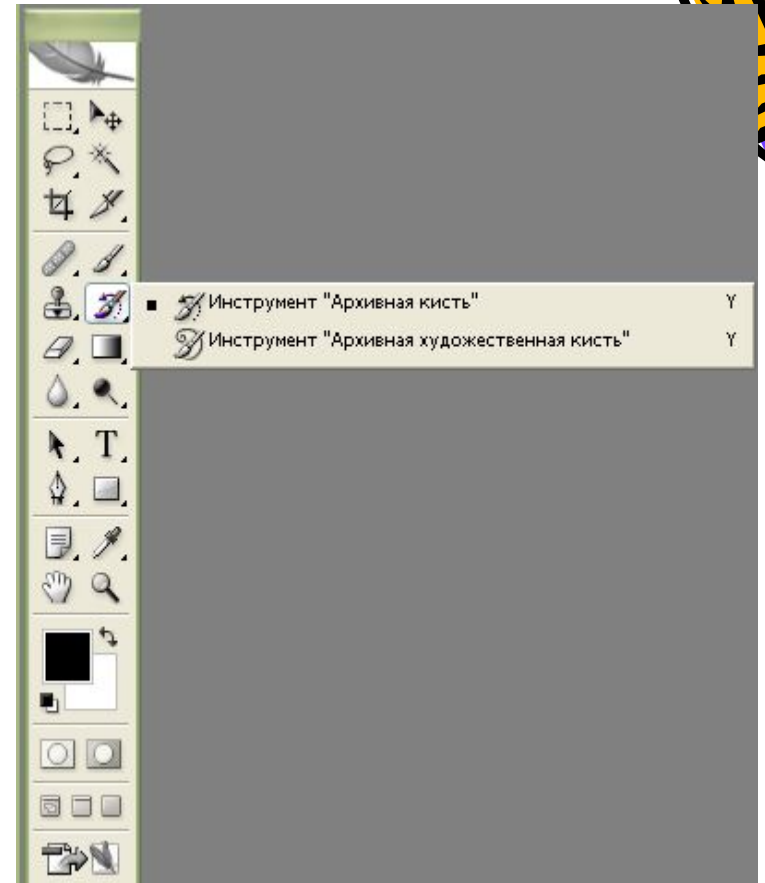 Инструмент "Архивная кисть" Y
Инструмент "Архивная художественная кисть" Y
T